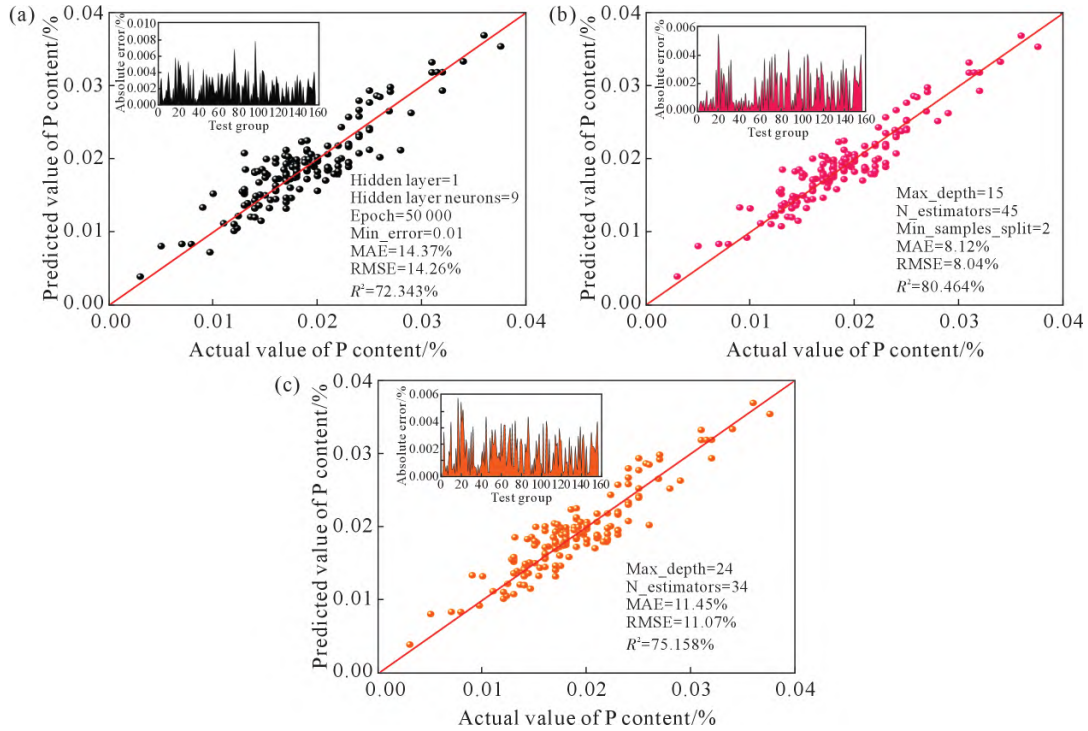 (a)
0.04
0.03
0.02
0.01
0.00
Predicted value of P content/%
0.00
0.01
0.02
0.03
0.04
Actual value of P content/%
0.010
0.008
0.006
0.004
0.002
0.000
Absolute error/%
0 20 40 60 80 100 120 140 160
Test group
Hidden layer=1
Hidden layer neurons=9
Epoch=50 000
Min_error=0.01
MAE=14.37%
RMSE=14.26%
R²=72.343%
(b)
0.04
0.03
0.02
0.01
0.00
Predicted value of P content/%
0.00
0.01
0.02
0.03
0.04
Actual value of P content/%
0.006
0.004
0.002
0.000
Absolute error/%
0 20 40 60 80 100 120 140 160
Test group
Max_depth=15
N_estimators=45
Min_samples_split=2
MAE=8.12%
RMSE=8.04%
R²=80.464%
(c)
0.04
0.03
0.02
0.01
0.00
Predicted value of P content/%
0.00
0.01
0.02
0.03
0.04
Actual value of P content/%
0.006
0.004
0.002
0.000
Absolute error/%
0 20 40 60 80 100 120 140 160
Test group
Max_depth=24
N_estimators=34
MAE=11.45%
RMSE=11.07%
R²=75.158%